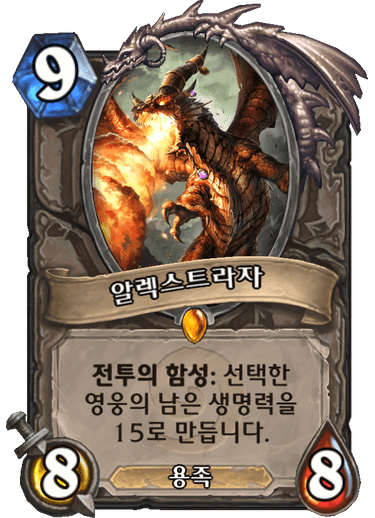 9
알렉스트라자
전투의 함성: 선택한
영웅의 남은 생명력을
15로 만듭니다.
8
용족
8